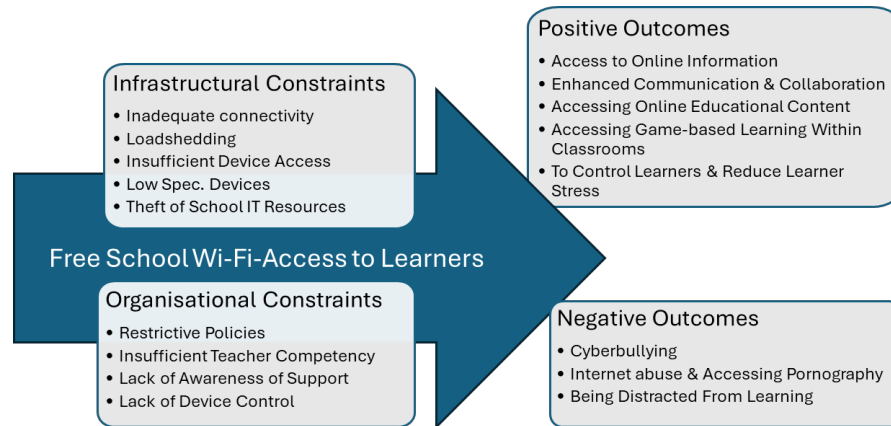 Infrastructural Constraints
• Inadequate connectivity
• Loadshedding
• Insufficient Device Access
• Low Spec. Devices
• Theft of School IT Resources
Free School Wi-Fi-Access to Learners
Organisational Constraints
• Restrictive Policies
• Insufficient Teacher Competency
• Lack of Awareness of Support
• Lack of Device Control
Positive Outcomes
• Access to Online Information
• Enhanced Communication & Collaboration
• Accessing Online Educational Content
• Accessing Game-based Learning Within
Classrooms
• To Control Learners & Reduce Learner
Stress
Negative Outcomes
• Cyberbullying
• Internet abuse & Accessing Pornography
• Being Distracted From Learning